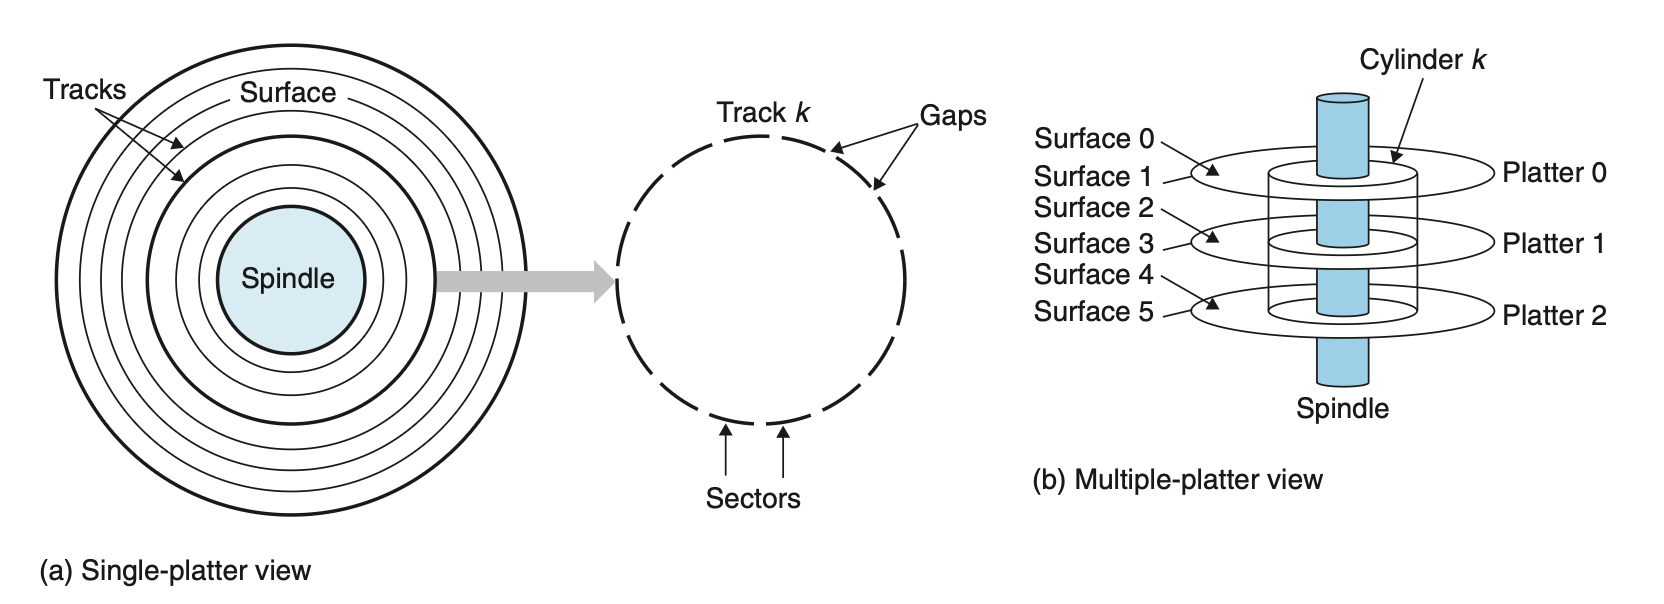 Tracks
Surface
Spindle
Track k
Gaps
Sectors
(a) Single-platter view
Cylinder k
Surface 0
Surface 1
Surface 2
Surface 3
Surface 4
Surface 5
Platter 0
Platter 1
Platter 2
Spindle
(b) Multiple-platter view